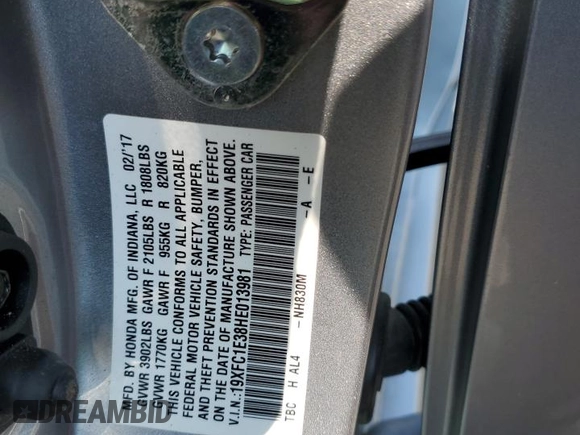 MFD. BY HONDA MFG. OF INDIANA, LLC 02/'17
GVWR 3902LBS GAWR F 2105LBS R 1808LBS
GVWR 1770KG GAWR F 955KG R 820KG
THIS VEHICLE CONFORMS TO ALL APPLICABLE
FEDERAL MOTOR VEHICLE SAFETY, BUMPER,
AND THEFT PREVENTION STANDARDS IN EFFECT
ON THE DATE OF MANUFACTURE SHOWN ABOVE.
V.I.N.:19XFC1E38HE013981 TYPE: PASSENGER CAR
TBC H AL4 -NH830M -A -E
DREAMBID